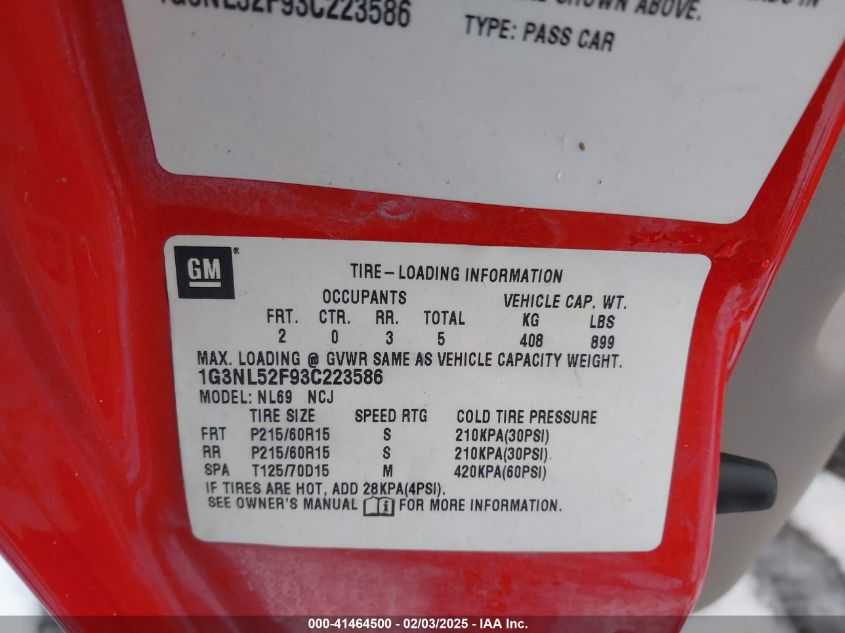 1G3NL52F93C223586
SHOWN ABOVE.
TYPE: PASS CAR
GM
TIRE-LOADING INFORMATION
OCCUPANTS VEHICLE CAP. WT.
FRT. CTR. RR. TOTAL KG LBS
2 0 3 5 408 899
MAX. LOADING @ GVWR SAME AS VEHICLE CAPACITY WEIGHT.
1G3NL52F93C223586
MODEL: NL69 NCJ
TIRE SIZE SPEED RTG COLD TIRE PRESSURE
FRT P215/60R15 S 210KPA(30PSI)
RR P215/60R15 S 210KPA(30PSI)
SPA T125/70D15 M 420KPA(60PSI)
IF TIRES ARE HOT, ADD 28KPA(4PSI).
SEE OWNER'S MANUAL FOR MORE INFORMATION.
000-41464500 - 02/03/2025 - IAA Inc.